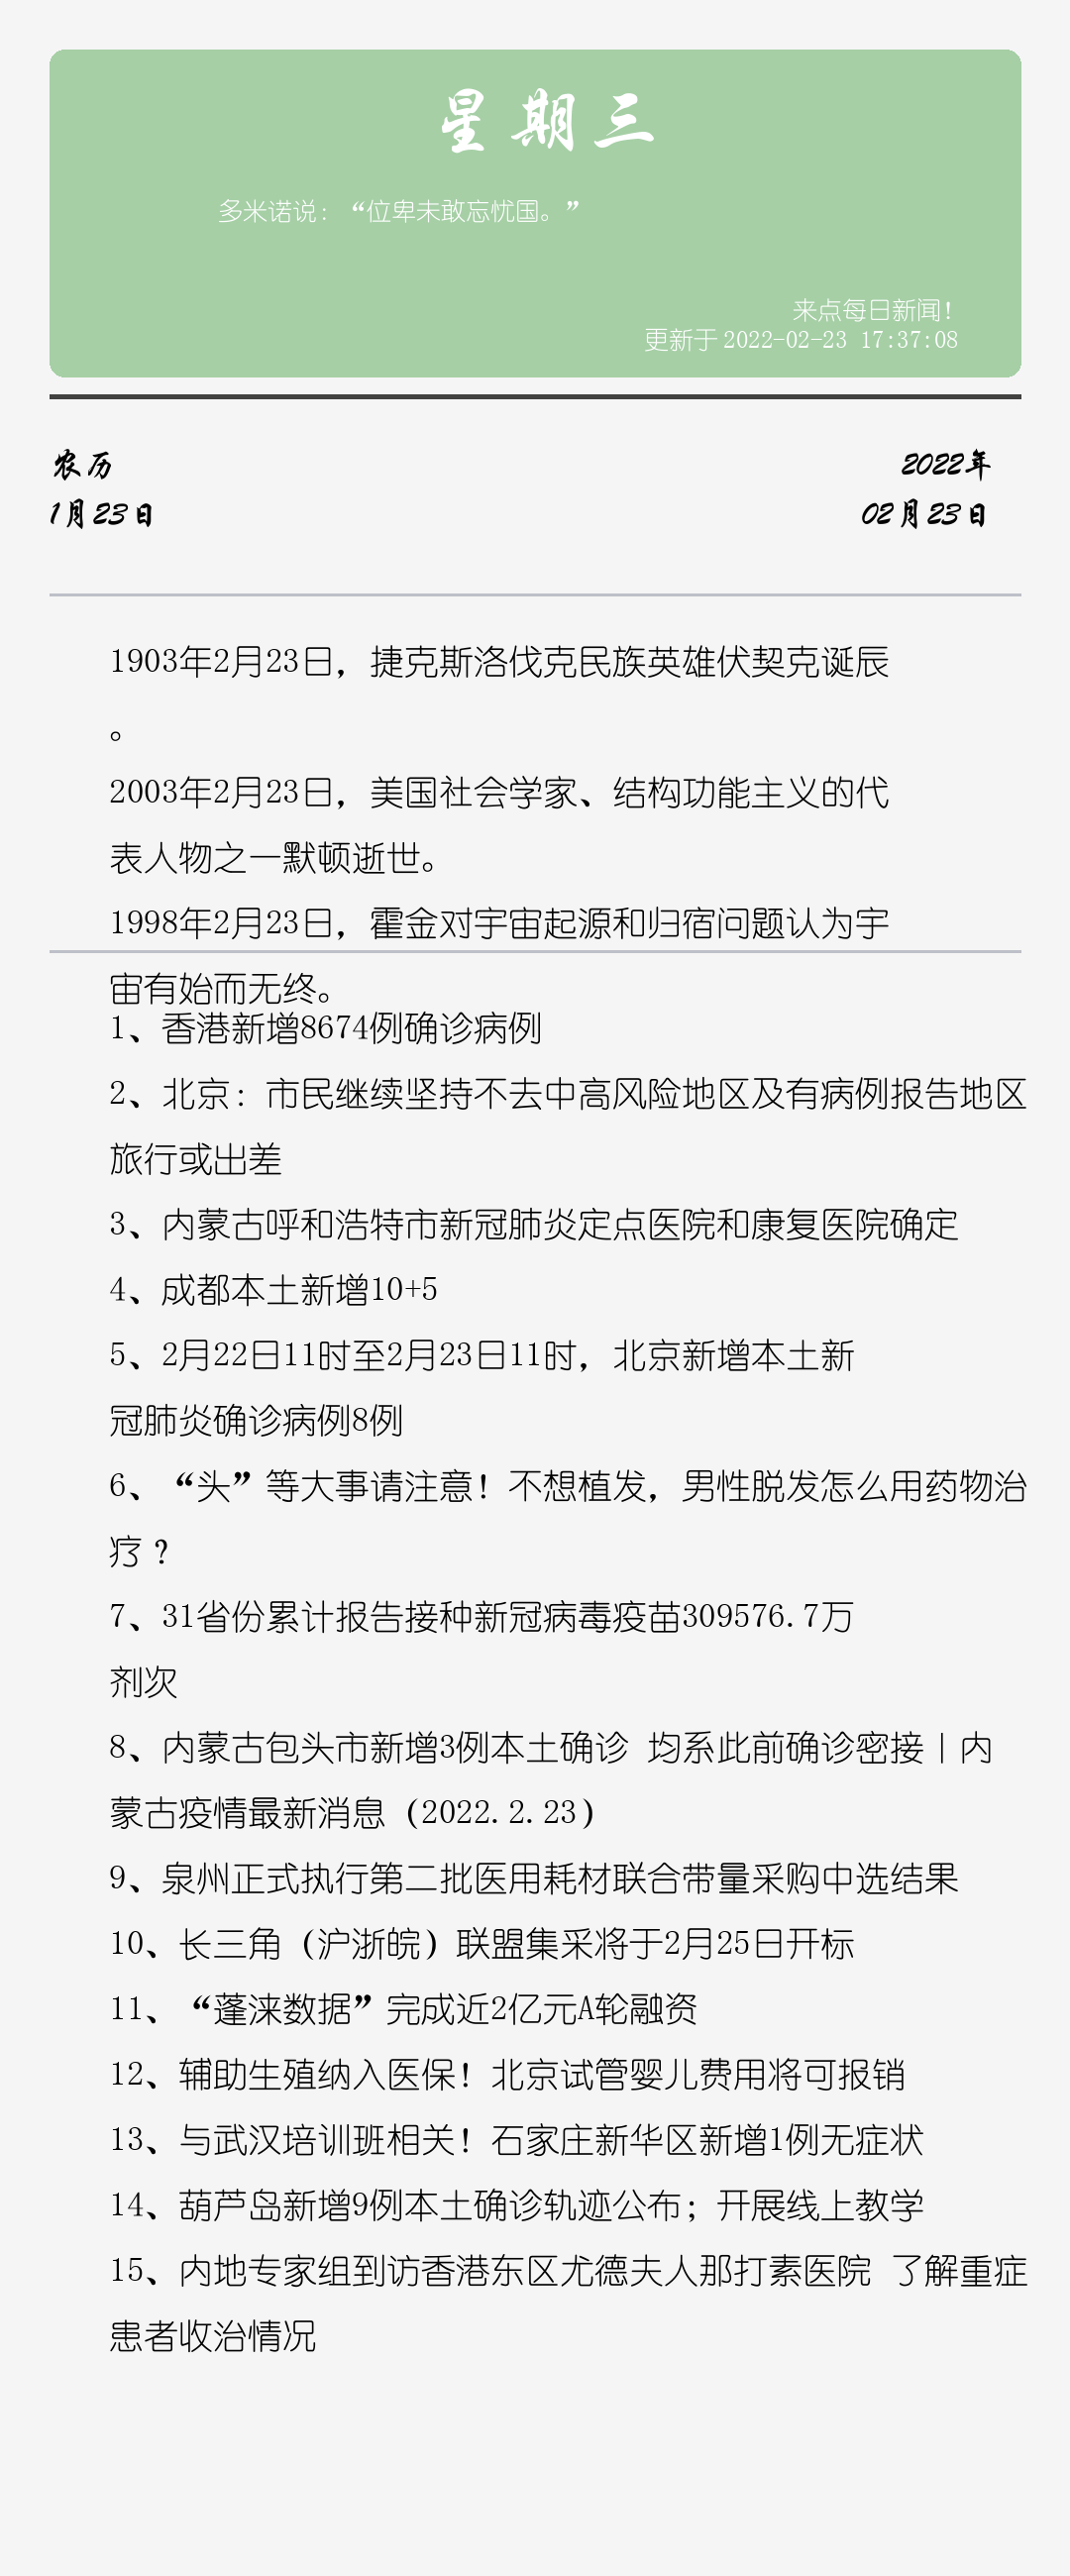 星期三
多米诺说：“位卑未敢忘忧国。”
来点每日新闻！
更新于 2022-02-23 17:37:08
农历
2022年
1月23日
02月23日
1903年2月23日，捷克斯洛伐克民族英雄伏契克诞辰
。
2003年2月23日，美国社会学家、结构功能主义的代
表人物之一默顿逝世。
1998年2月23日，霍金对宇宙起源和归宿问题认为宇
宙有始而无终。
1、香港新增8674例确诊病例
2、北京：市民继续坚持不去中高风险地区及有病例报告地区
旅行或出差
3、内蒙古呼和浩特市新冠肺炎定点医院和康复医院确定
4、成都本土新增10+5
5、2月22日11时至2月23日11时，北京新增本土新
冠肺炎确诊病例8例
6、“头”等大事请注意！不想植发，男性脱发怎么用药物治
疗？
7、31省份累计报告接种新冠病毒疫苗309576.7万
剂次
8、内蒙古包头市新增3例本土确诊 均系此前确诊密接｜内
蒙古疫情最新消息（2022.2.23）
9、泉州正式执行第二批医用耗材联合带量采购中选结果
10、长三角（沪浙皖）联盟集采将于2月25日开标
11、“蓬涞数据”完成近2亿元A轮融资
12、辅助生殖纳入医保！北京试管婴儿费用将可报销
13、与武汉培训班相关！石家庄新华区新增1例无症状
14、葫芦岛新增9例本土确诊轨迹公布；开展线上教学
15、内地专家组到访香港东区尤德夫人那打素医院 了解重症
患者收治情况